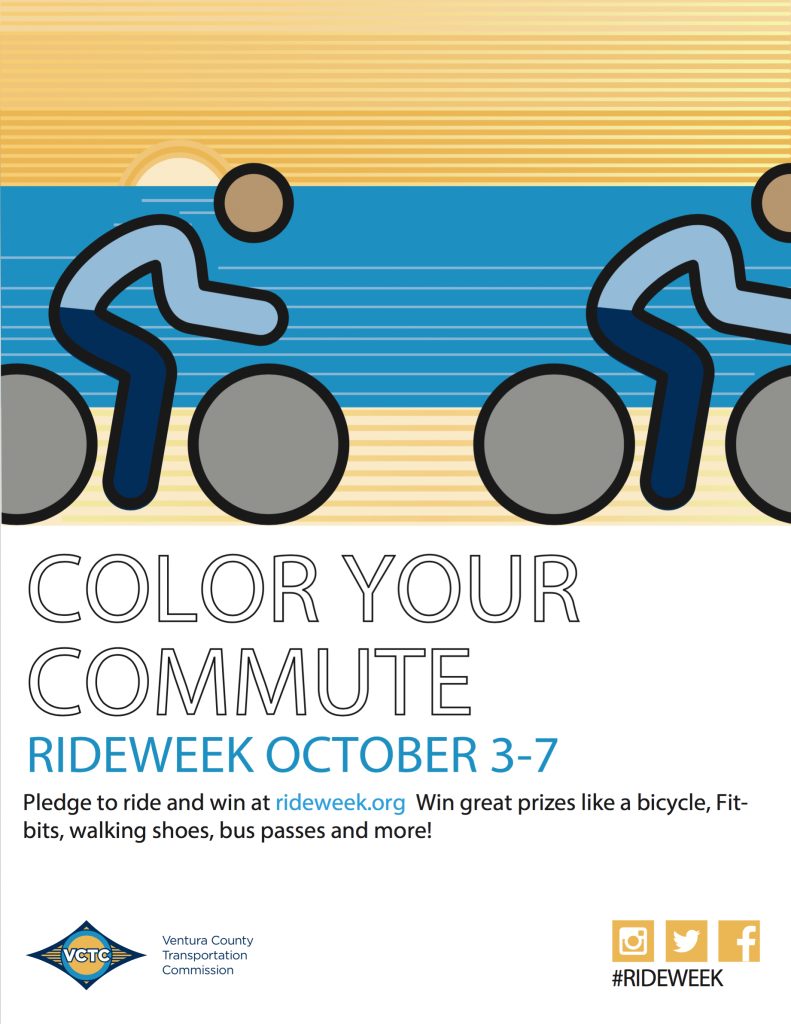 COLOR YOUR
COMMUTE
RIDEWEEK OCTOBER 3-7
Pledge to ride and win at rideweek.org  Win great prizes like a bicycle, Fit-
bits, walking shoes, bus passes and more!
VCTC
Ventura County
Transportation
Commission
#RIDEWEEK